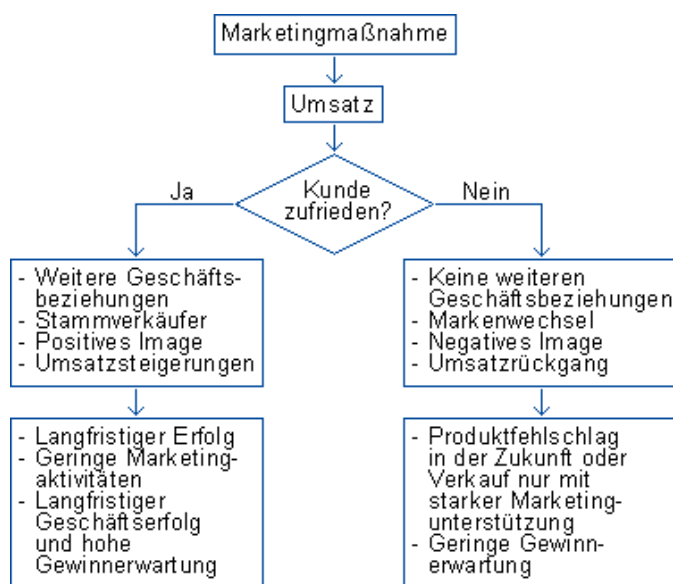 Marketingmaßnahme
Umsatz
Kunde
zufrieden?
Ja
Nein
- Weitere Geschäfts-
beziehungen
- Stammverkäufer
- Positives Image
- Umsatzsteigerungen
- Keine weiteren
Geschäftsbeziehungen
- Markenwechsel
- Negatives Image
- Umsatzrückgang
- Langfristiger Erfolg
- Geringe Marketing-
aktivitäten
- Langfristiger
Geschäftserfolg
und hohe
Gewinnerwartung
- Produktfehlschlag
in der Zukunft oder
Verkauf nur mit
starker Marketing-
unterstützung
- Geringe Gewinn-
erwartung